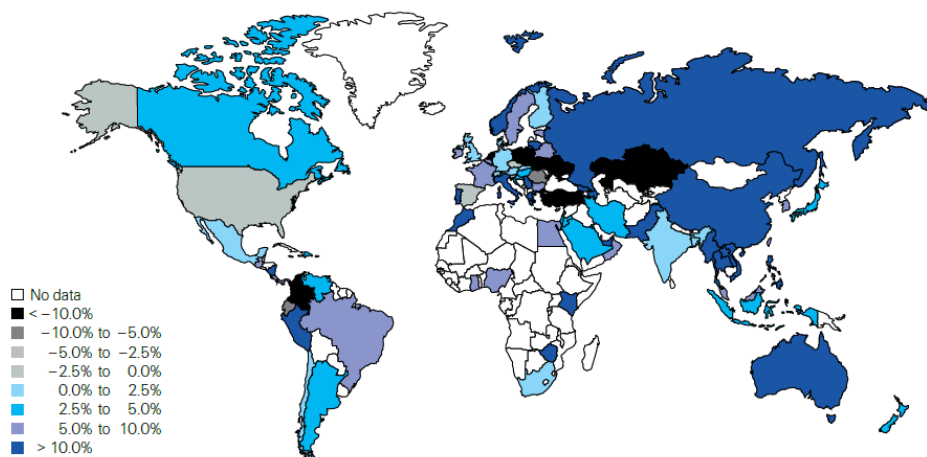 No data
< −10.0%
−10.0% to −5.0%
−5.0% to −2.5%
−2.5% to 0.0%
0.0% to 2.5%
2.5% to 5.0%
5.0% to 10.0%
> 10.0%